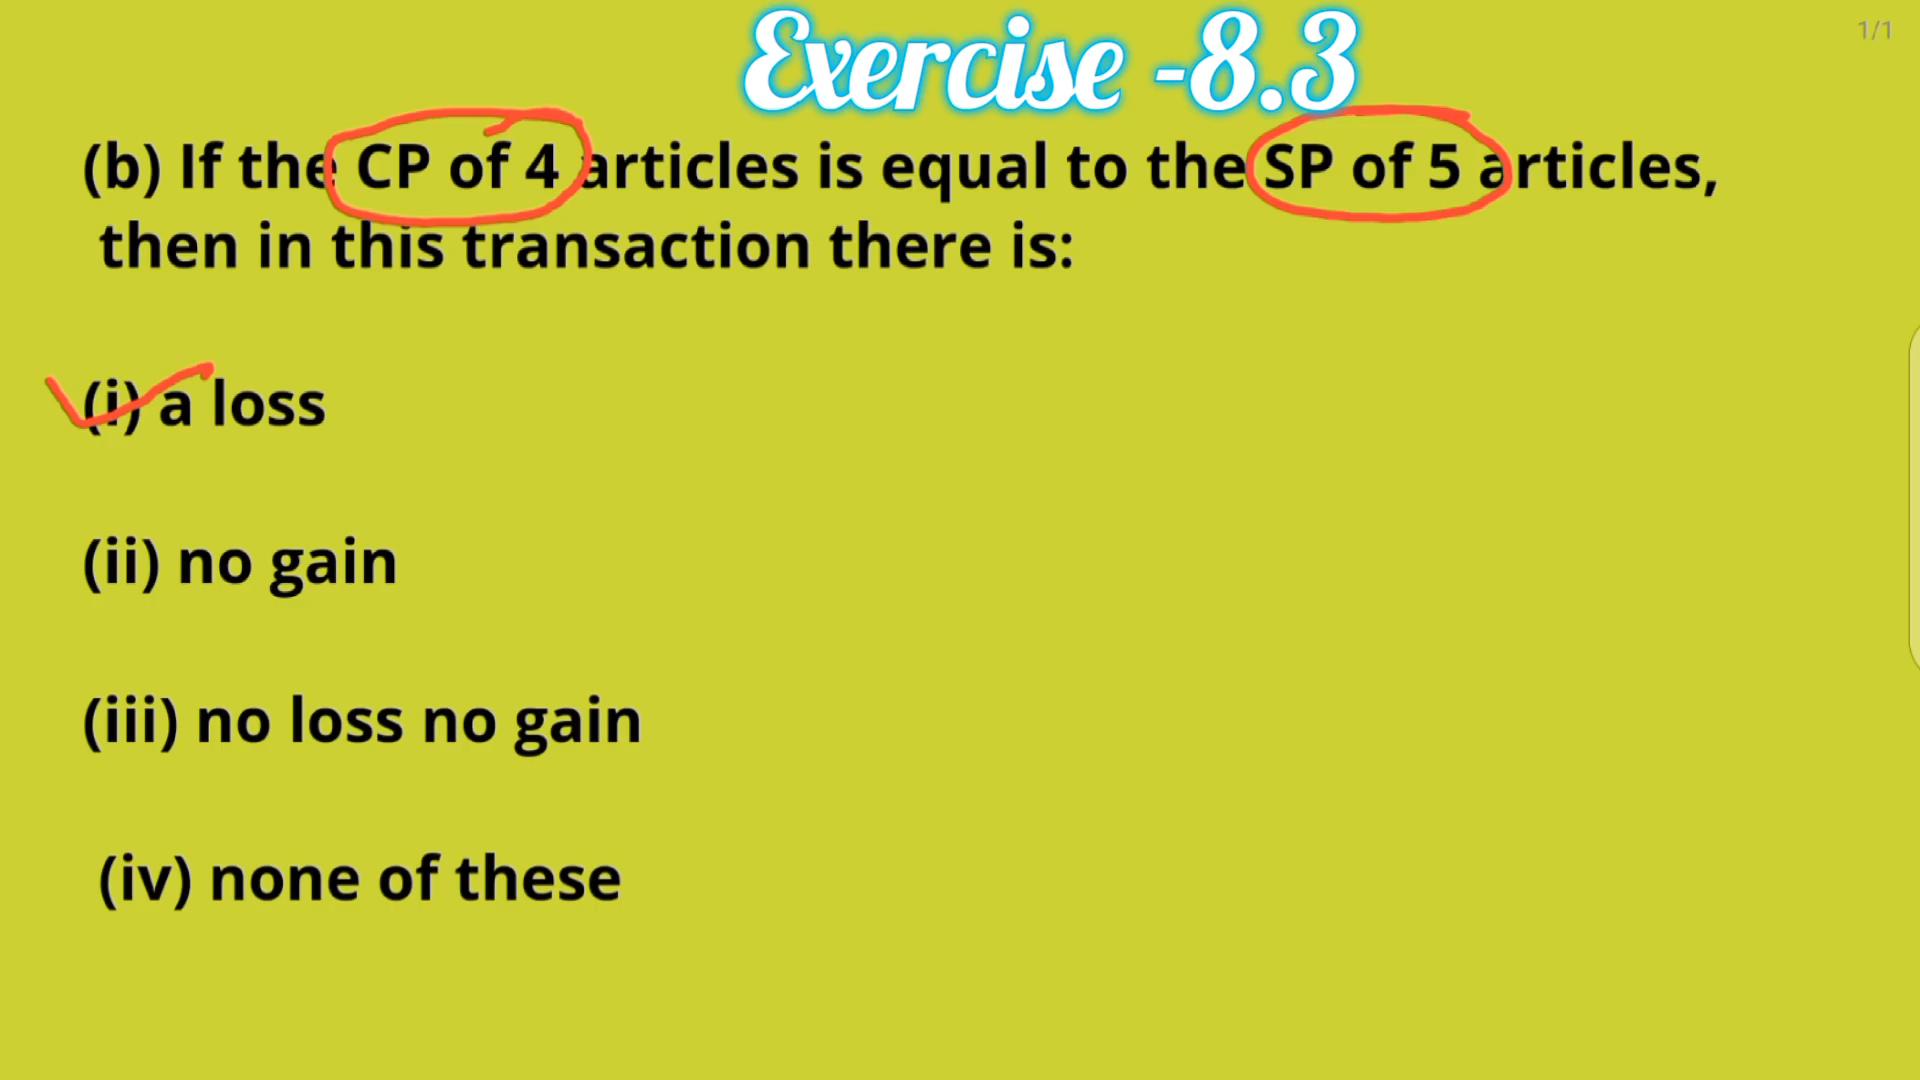 Exercise -8.3
1/1
(b) If the CP of 4 articles is equal to the SP of 5 articles,
then in this transaction there is:
(i) a loss
(ii) no gain
(iii) no loss no gain
(iv) none of these